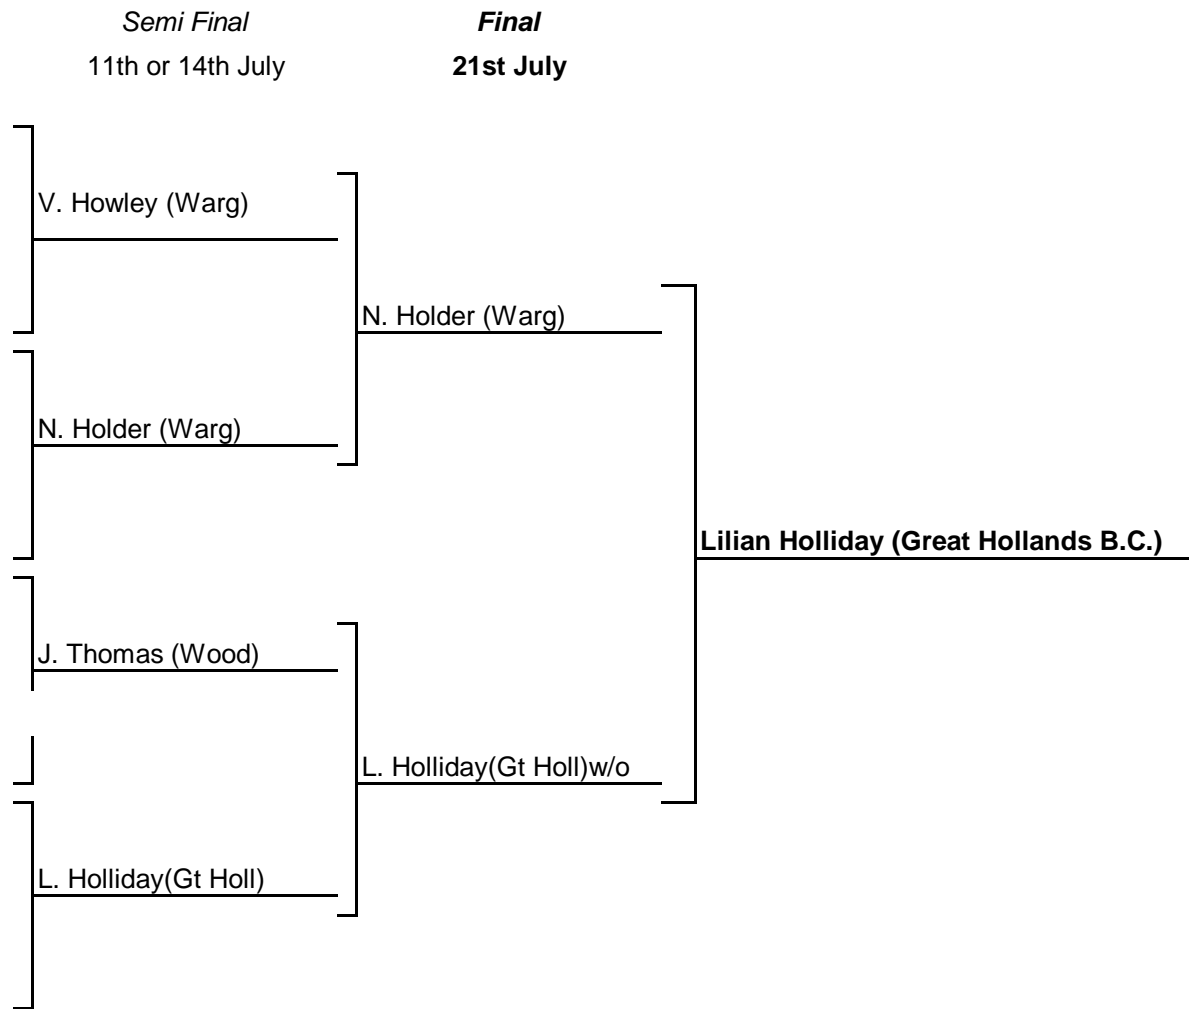 Semi Final
Final
11th or 14th July
21st July
V. Howley (Warg)
N. Holder (Warg)
N. Holder (Warg)
Lilian Holliday (Great Hollands B.C.)
J. Thomas (Wood)
L. Holliday(Gt Holl)w/o
L. Holliday(Gt Holl)